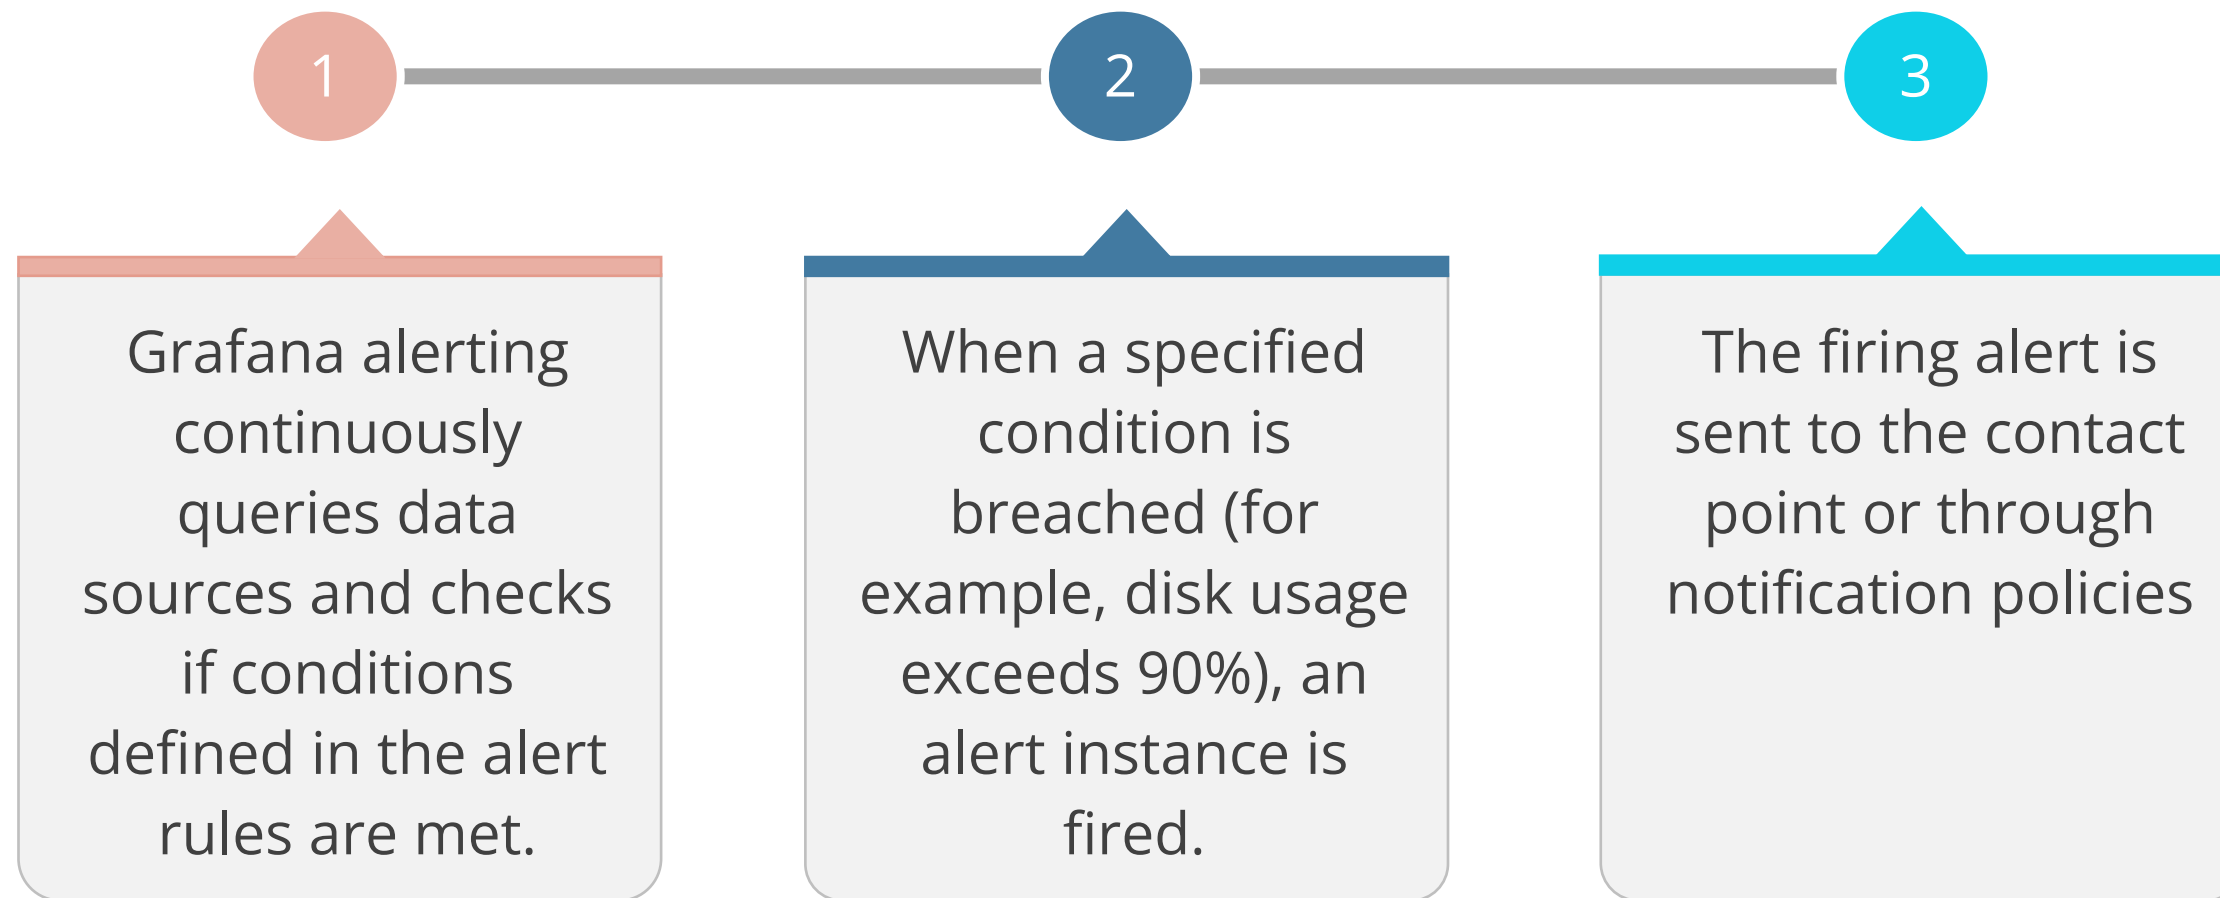 1
2
3
Grafana alerting
continuously
queries data
sources and checks
if conditions
defined in the alert
rules are met.
When a specified
condition is
breached (for
example, disk usage
exceeds 90%), an
alert instance is
fired.
The firing alert is
sent to the contact
point or through
notification policies